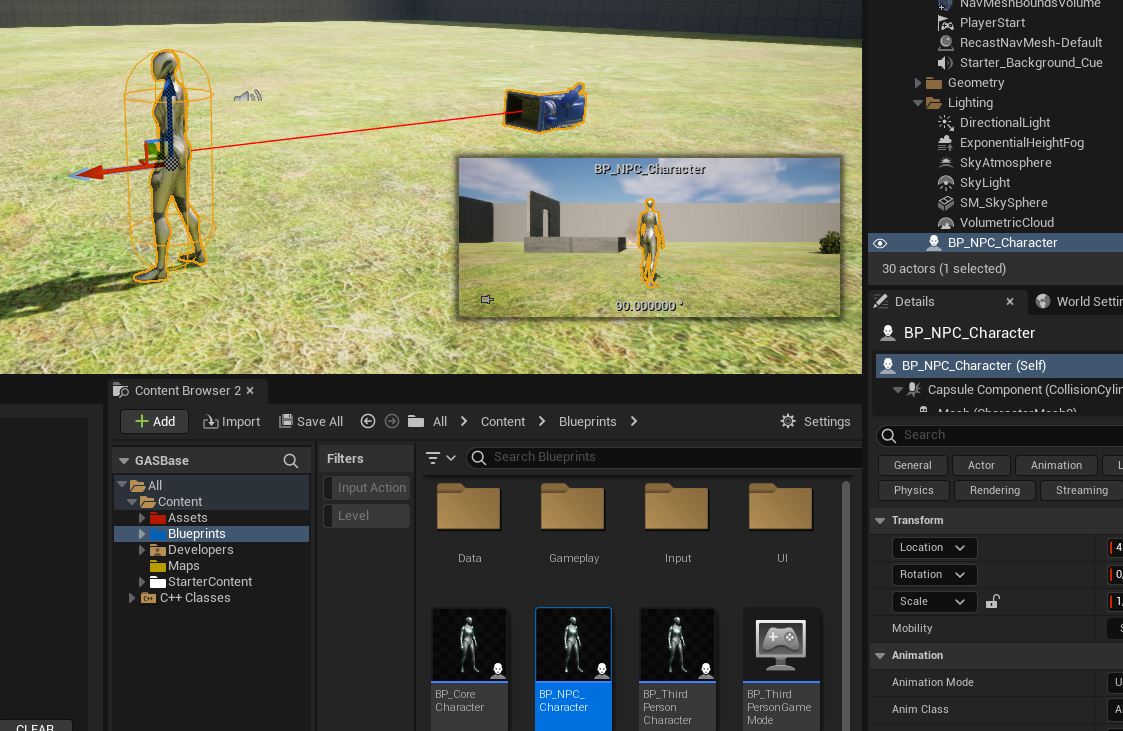 NavMeshBoundsVolume
PlayerStart
RecastNavMesh-Default
Starter_Background_Cue
Geometry
Lighting
DirectionalLight
ExponentialHeightFog
SkyAtmosphere
SkyLight
SM_SkySphere
VolumetricCloud
BP_NPC_Character
30 actors (1 selected)
BP_NPC_Character
90.000000 °
Details
World Settin
BP_NPC_Character
BP_NPC_Character (Self)
Capsule Component (CollisionCylin
Mesh (CharacterMesh0)
Search
General
Actor
Animation
L
Physics
Rendering
Streaming
Transform
Location
4
Rotation
0,
Scale
1,
Mobility
S
Animation
Animation Mode
U
Anim Class
A
Content Browser 2
Add
Import
Save All
All
Content
Blueprints
Settings
GASBase
All
Content
Assets
Blueprints
Developers
Maps
StarterContent
C++
C++ Classes
Filters
Input Action
Level
Search Blueprints
Data
Gameplay
Input
UI
BP_Core
Character
BP_NPC_
Character
BP_Third
Person
Character
BP_Third
PersonGame
Mode
CLEAR